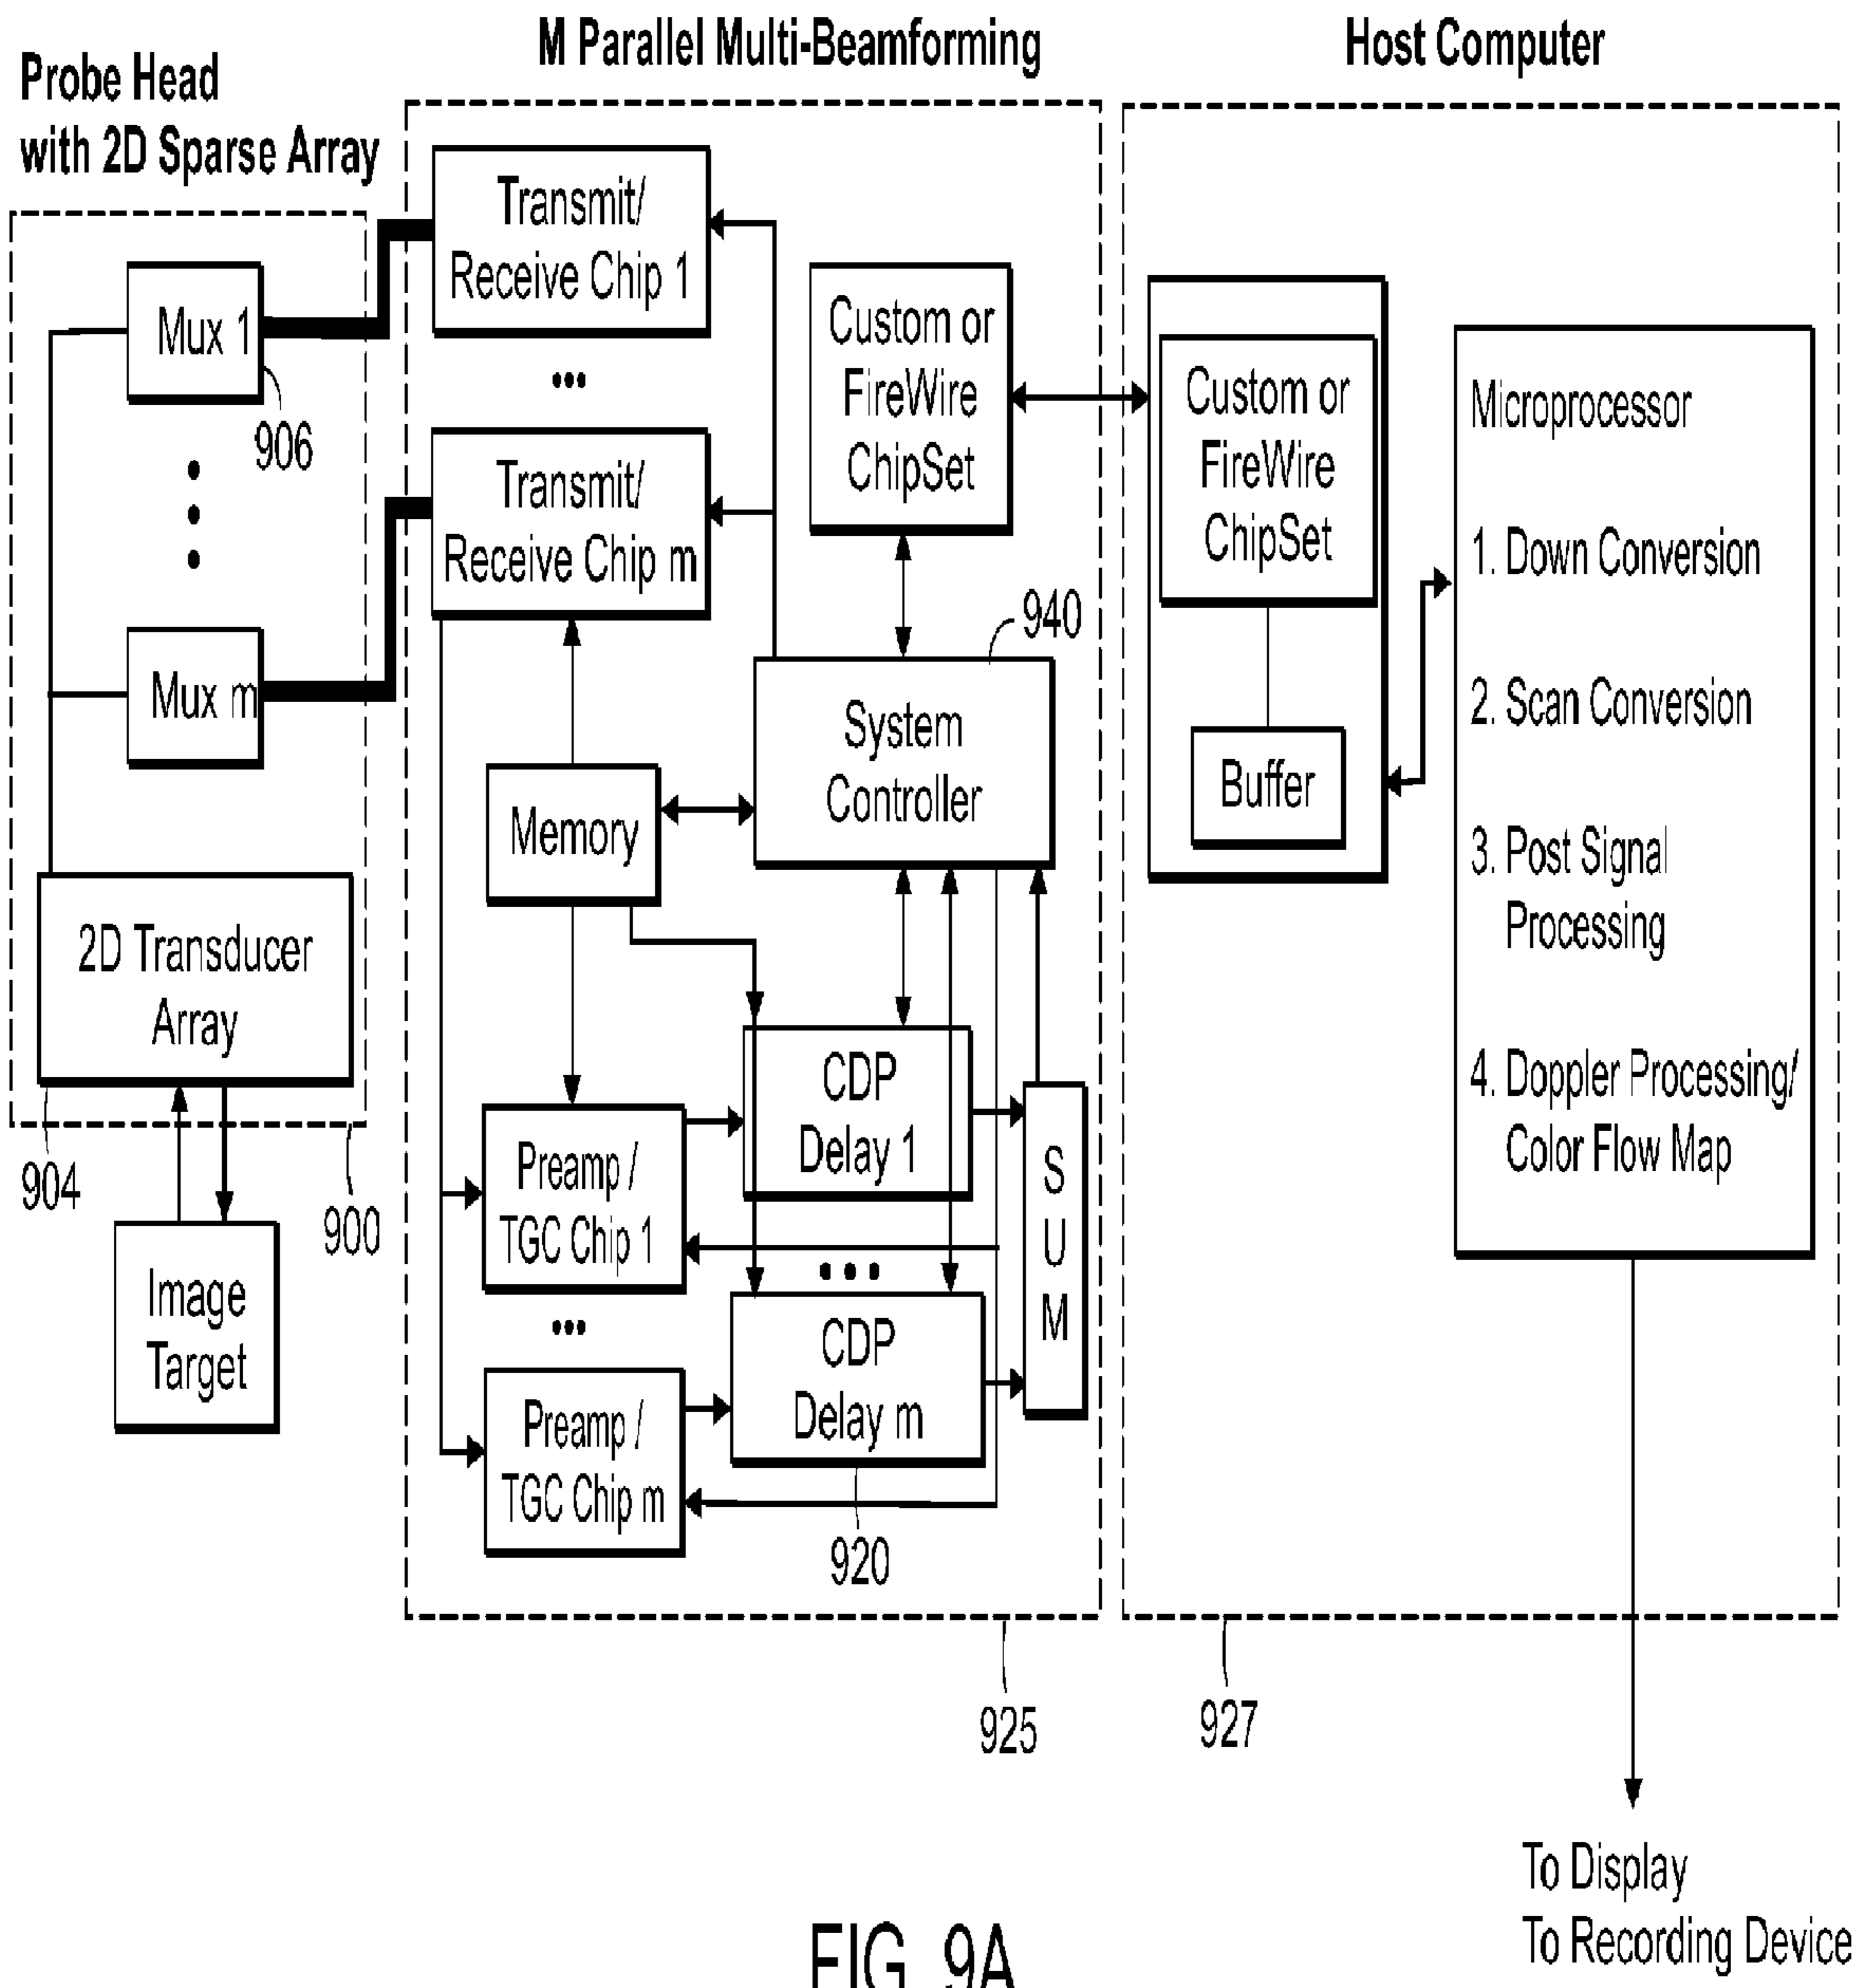 Probe Head
with 2D Sparse Array
M Parallel Multi-Beamforming
Host Computer
Mux 1
906
Mux m
2D Transducer
Array
904
900
Image
Target
Transmit/
Receive Chip 1
...
Transmit/
Receive Chip m
Custom or
FireWire
ChipSet
940
System
Controller
Memory
CDP
Delay 1
Preamp /
TGC Chip 1
...
...
CDP
Delay m
Preamp /
TGC Chip m
920
S
U
M
925
Custom or
FireWire
ChipSet
Buffer
Microprocessor
1. Down Conversion
2. Scan Conversion
3. Post Signal
Processing
4. Doppler Processing/
Color Flow Map
927
To Display
To Recording Device
FIG. 9A